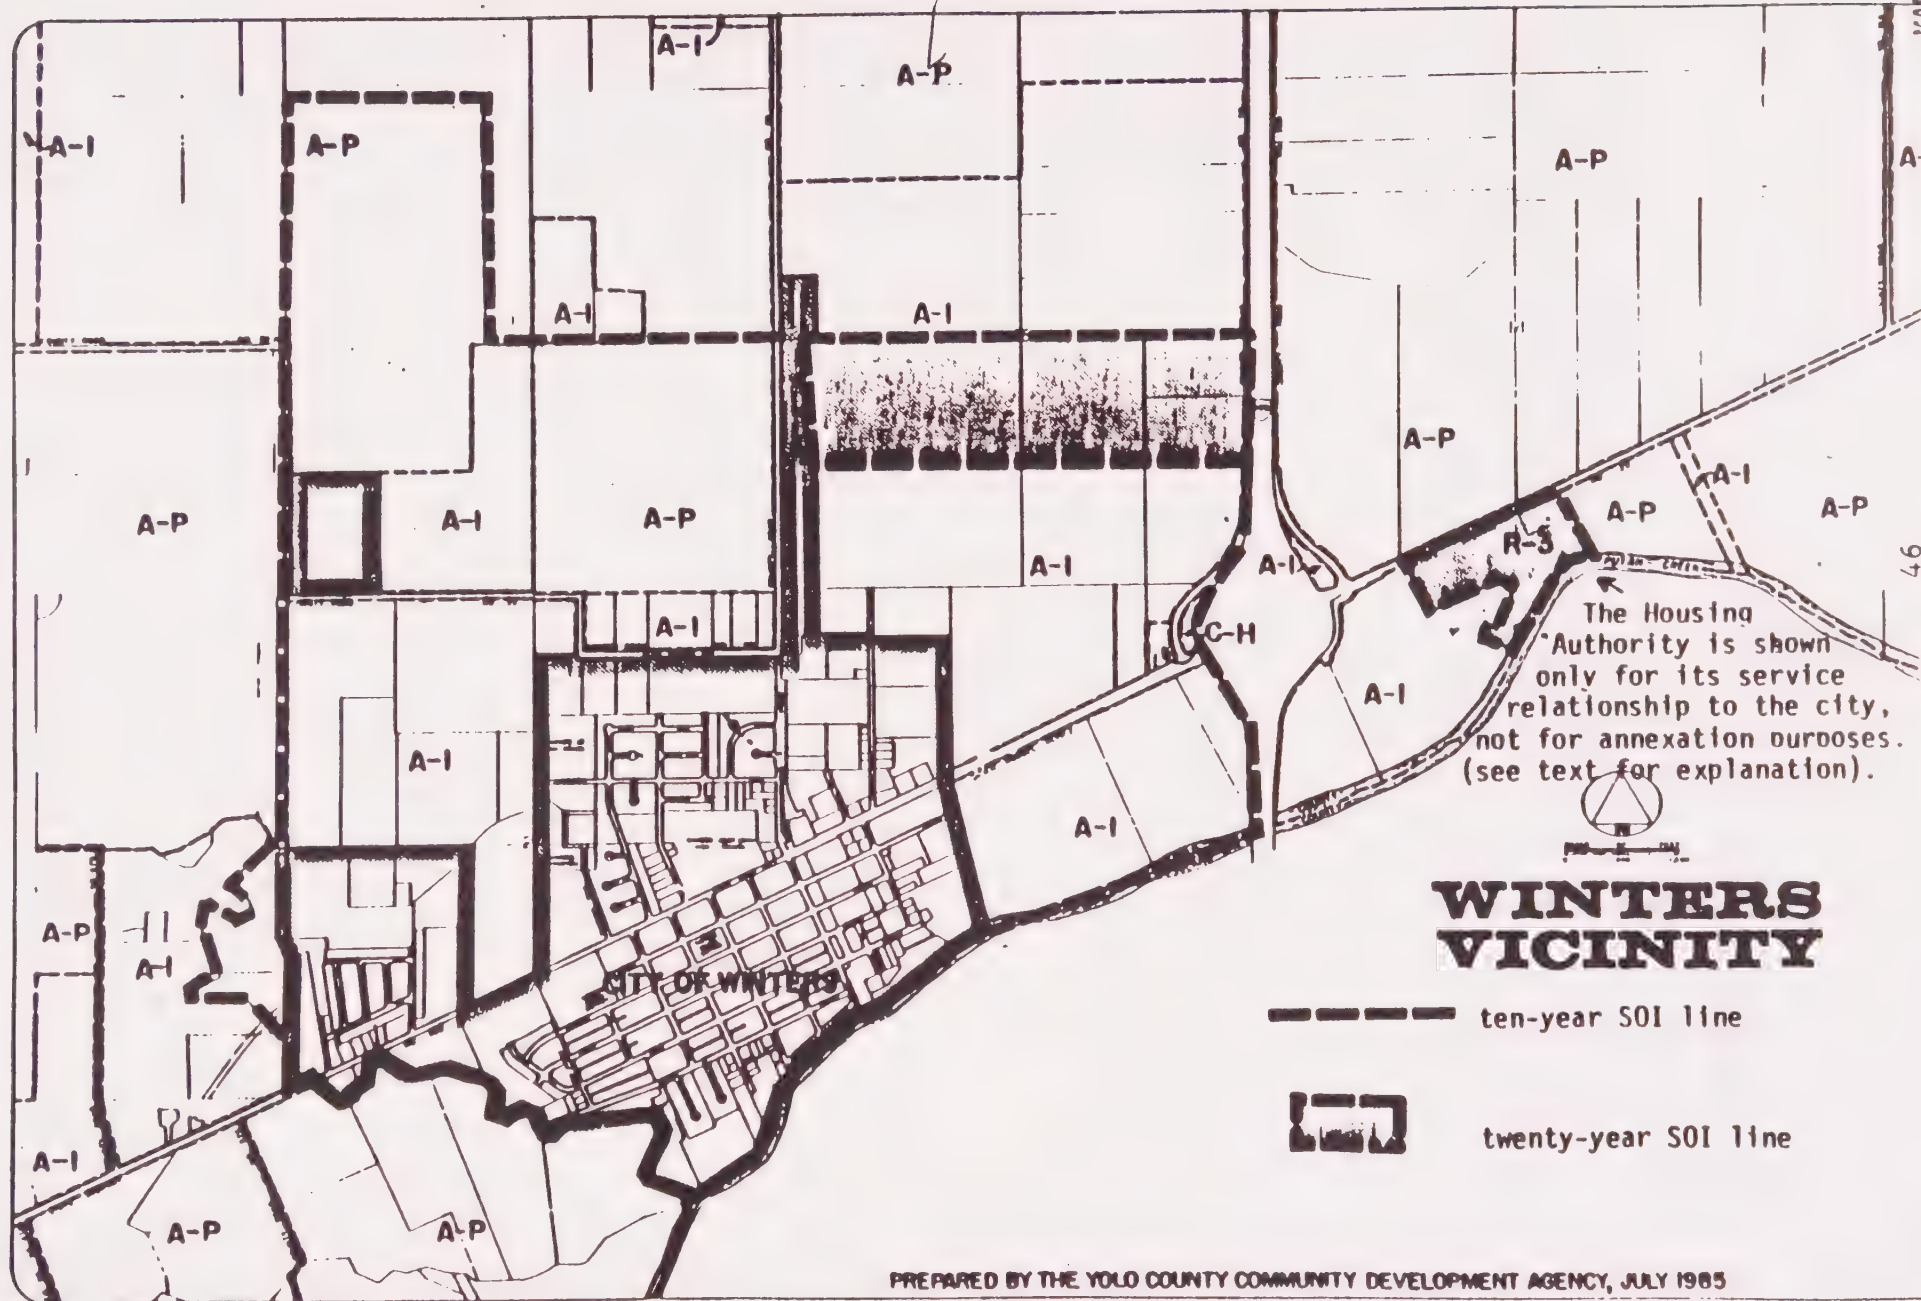 A-I
A-P
A-I
A-P
A-P
A-
A-I
A-I
A-P
A-P
A-I
A-P
A-I
R-S
A-P
A-I
A-P
46
A-I
A-I
A-I
C-H
The Housing
Authority is shown
only for its service
relationship to the city,
not for annexation purposes.
(see text for explanation).
A-I
A-I
A-I
A-P
A-I
CITY OF WINTERS
WINTERS
VICINITY
ten-year SOI line
twenty-year SOI line
A-I
A-P
A-P
PREPARED BY THE YOLO COUNTY COMMUNITY DEVELOPMENT AGENCY, JULY 1985